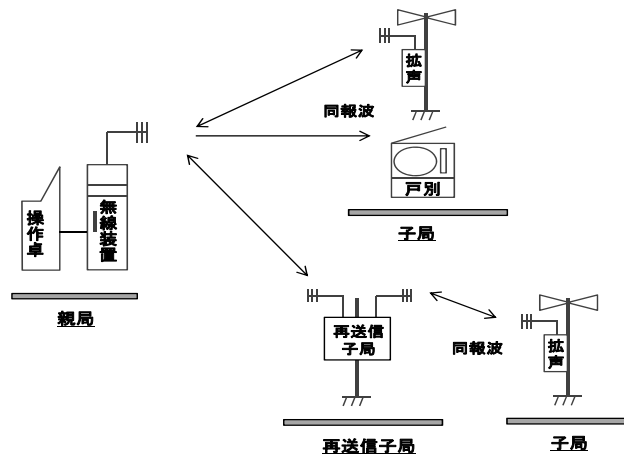 拡声
同報波
戸別
子局
操作卓
無線装置
親局
再送信
子局
同報波
拡声
再送信子局
子局